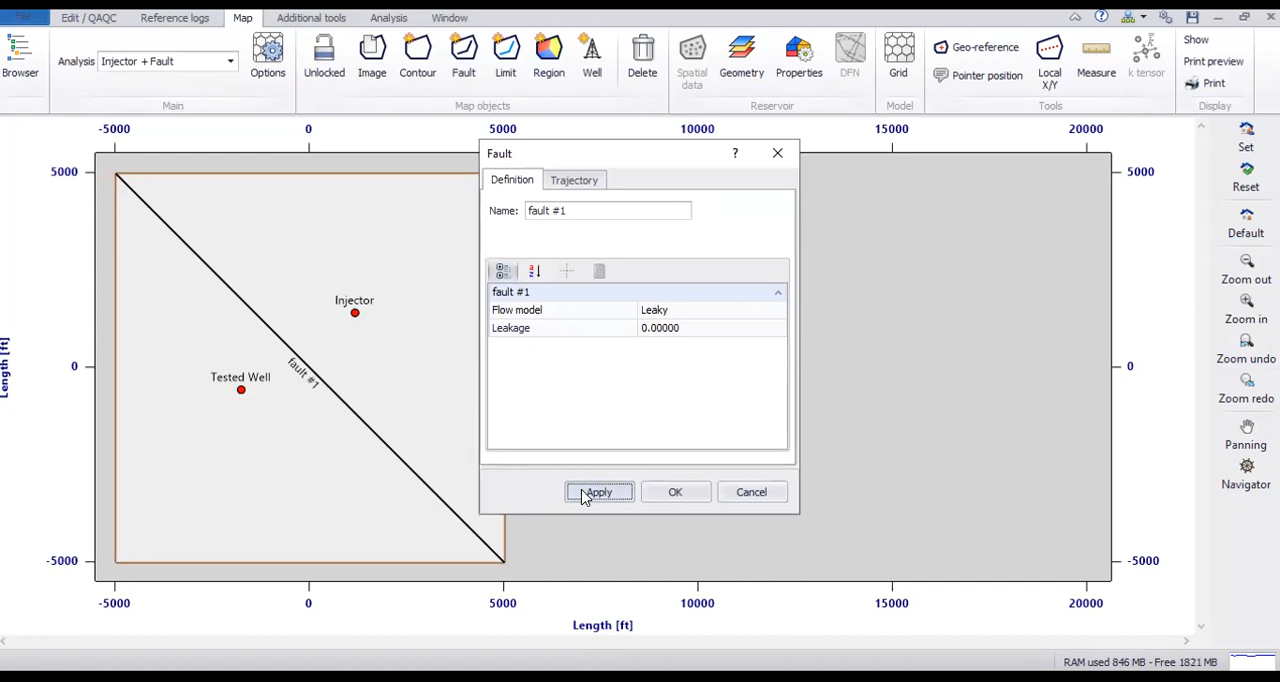 File Edit / QAQC Reference logs Map Additional tools Analysis Window
Browser Analysis Injector + Fault Options Unlocked Image Contour Fault Limit Region Well Delete Spatial data Geometry Properties DFN Grid Geo-reference Pointer position Local X/Y Measure k tensor Show Print preview Print
Main Map objects Reservoir Model Tools Display
-5000 0 5000 10000 15000 20000
5000 5000
0 0
-5000 -5000
Length [ft]
Injector
Tested Well
fault #1
Fault ?
Definition Trajectory
Name: fault #1
fault #1
Flow model Leaky
Leakage 0.00000
Apply OK Cancel
-5000 0 5000 10000 15000 20000
Length [ft]
Set
Reset
Default
Zoom out
Zoom in
Zoom undo
Zoom redo
Panning
Navigator
RAM used 846 MB - Free 1821 MB